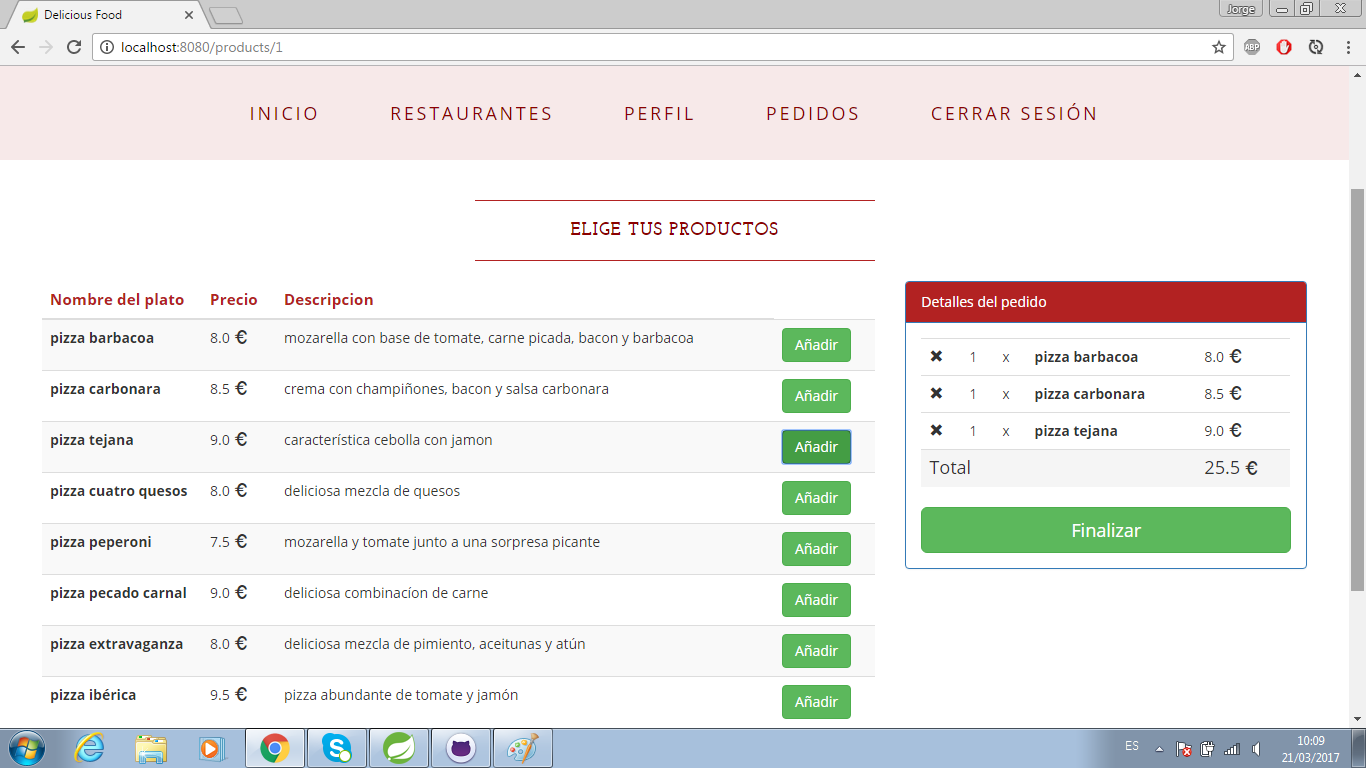 Delicious Food
Jorge
localhost:8080/products/1
ABP
INICIO RESTAURANTES PERFIL PEDIDOS CERRAR SESIÓN
ELIGE TUS PRODUCTOS
Nombre del plato Precio Descripcion
pizza barbacoa 8.0 € mozarella con base de tomate, carne picada, bacon y barbacoa Añadir
pizza carbonara 8.5 € crema con champiñones, bacon y salsa carbonara Añadir
pizza tejana 9.0 € característica cebolla con jamon Añadir
pizza cuatro quesos 8.0 € deliciosa mezcla de quesos Añadir
pizza peperoni 7.5 € mozarella y tomate junto a una sorpresa picante Añadir
pizza pecado carnal 9.0 € deliciosa combinacíon de carne Añadir
pizza extravaganza 8.0 € deliciosa mezcla de pimiento, aceitunas y atún Añadir
pizza ibérica 9.5 € pizza abundante de tomate y jamón Añadir
Detalles del pedido
✖ 1 x pizza barbacoa 8.0 €
✖ 1 x pizza carbonara 8.5 €
✖ 1 x pizza tejana 9.0 €
Total 25.5 €
Finalizar
ES
10:09
21/03/2017